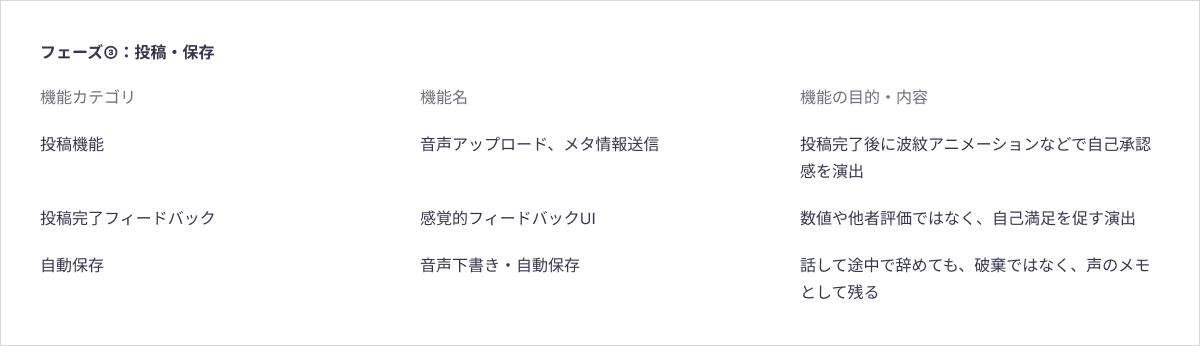 フェーズ③：投稿・保存
機能カテゴリ 機能名 機能の目的・内容
投稿機能 音声アップロード、メタ情報送信 投稿完了後に波紋アニメーションなどで自己承認
感を演出
投稿完了フィードバック 感覚的フィードバックUI 数値や他者評価ではなく、自己満足を促す演出
自動保存 音声下書き・自動保存 話して途中で辞めても、破棄ではなく、声のメモ
として残る